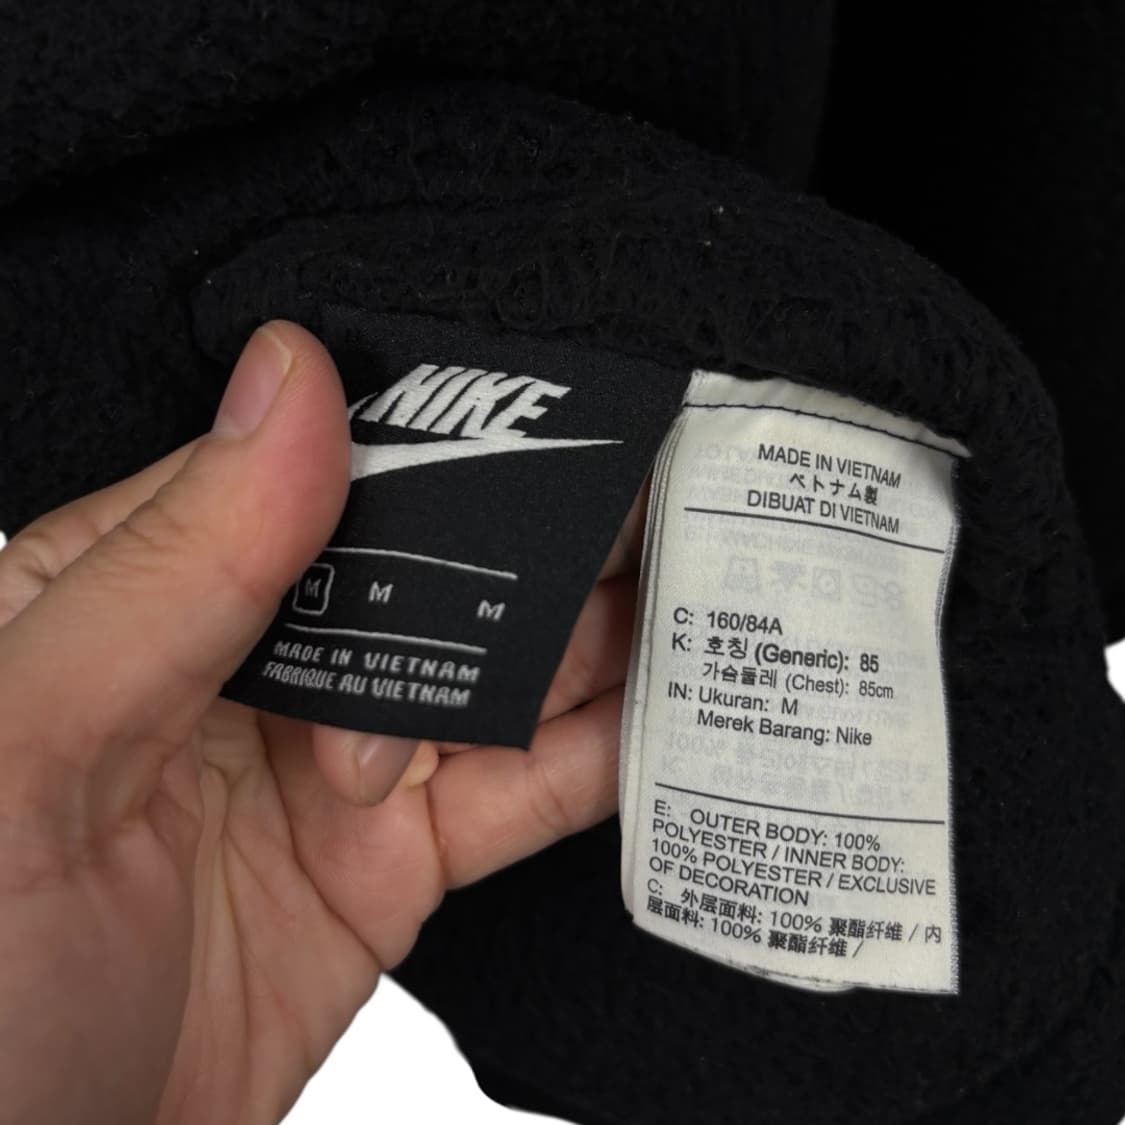 NIKE
M M M
MADE IN VIETNAM
FABRIQUE AU VIETNAM
MADE IN VIETNAM
ベトナム製
DIBUAT DI VIETNAM
C: 160/84A
K: 호칭 (Generic): 85
가슴둘레 (Chest): 85cm
IN: Ukuran: M
Merek Barang: Nike
E: OUTER BODY: 100%
POLYESTER / INNER BODY:
100% POLYESTER / EXCLUSIVE
OF DECORATION
C: 外层面料: 100% 聚酯纤维 / 内
层面料: 100% 聚酯纤维 /